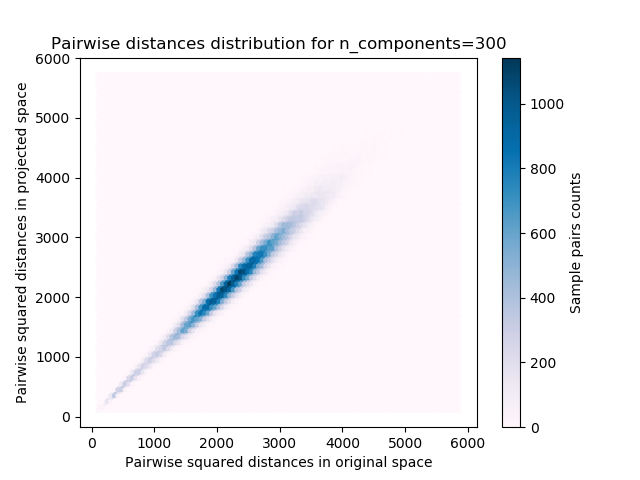 Pairwise distances distribution for n_components=300
6000
5000
4000
3000
2000
1000
0
Pairwise squared distances in projected space
0 1000 2000 3000 4000 5000 6000
Pairwise squared distances in original space
1000
800
600
400
200
0
Sample pairs counts